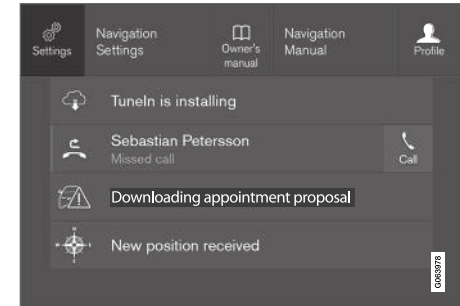 Settings
Navigation
Settings
Owner's
manual
Navigation
Manual
Profile
TuneIn is installing
Sebastian Petersson
Missed call
Call
Downloading appointment proposal
New position received
G063978